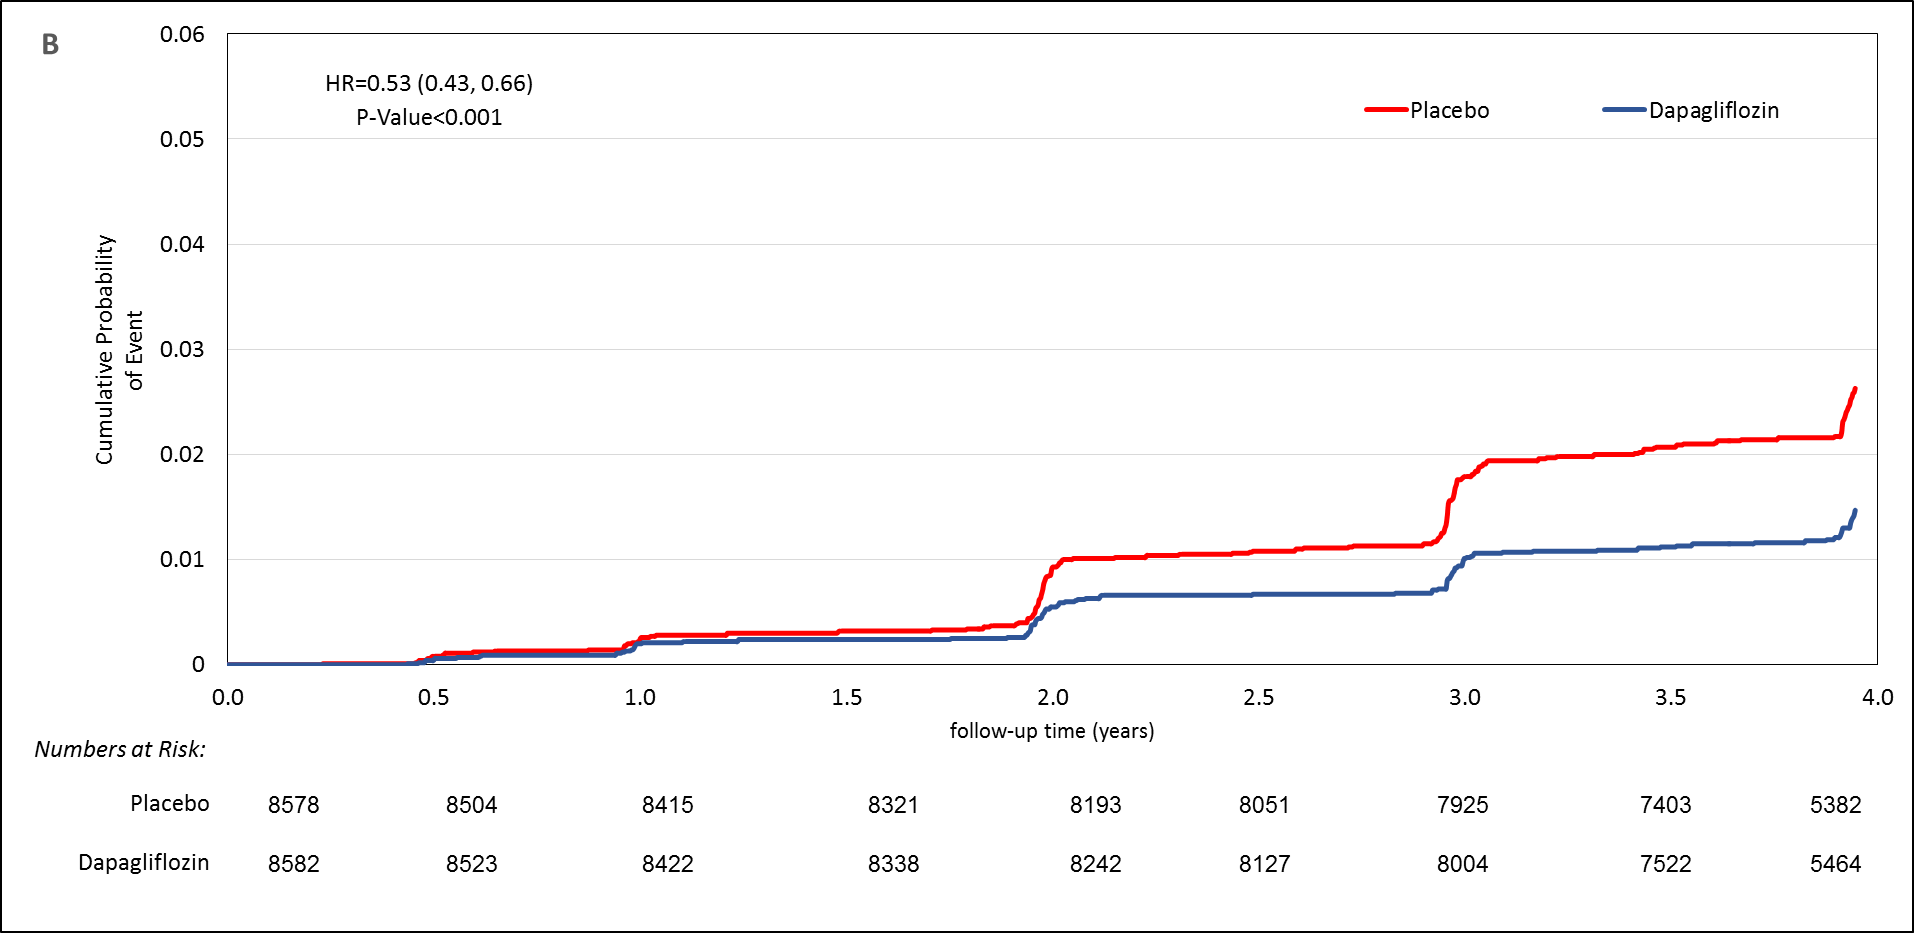 B
HR=0.53 (0.43, 0.66)
P-Value<0.001
Placebo
Dapagliflozin
Cumulative Probability
of Event
0.06
0.05
0.04
0.03
0.02
0.01
0
0.0 0.5 1.0 1.5 2.0 2.5 3.0 3.5 4.0
follow-up time (years)
Numbers at Risk:
Placebo 8578 8504 8415 8321 8193 8051 7925 7403 5382
Dapagliflozin 8582 8523 8422 8338 8242 8127 8004 7522 5464